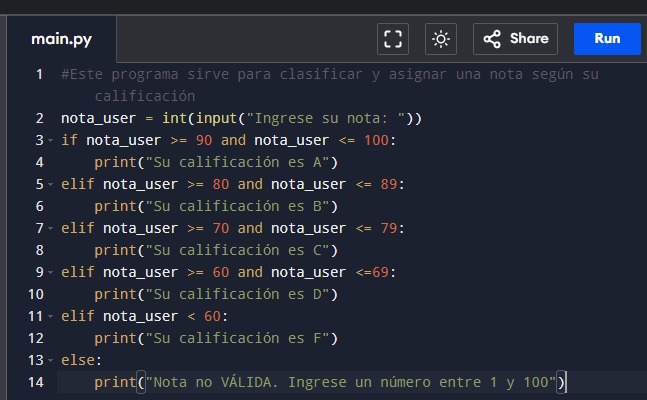 main.py
Share
Run
1 #Este programa sirve para clasificar y asignar una nota según su
calificación
2 nota_user = int(input("Ingrese su nota: "))
3 if nota_user >= 90 and nota_user <= 100:
4 print("Su calificación es A")
5 elif nota_user >= 80 and nota_user <= 89:
6 print("Su calificación es B")
7 elif nota_user >= 70 and nota_user <= 79:
8 print("Su calificación es C")
9 elif nota_user >= 60 and nota_user <=69:
10 print("Su calificación es D")
11 elif nota_user < 60:
12 print("Su calificación es F")
13 else:
14 print("Nota no VÁLIDA. Ingrese un número entre 1 y 100")